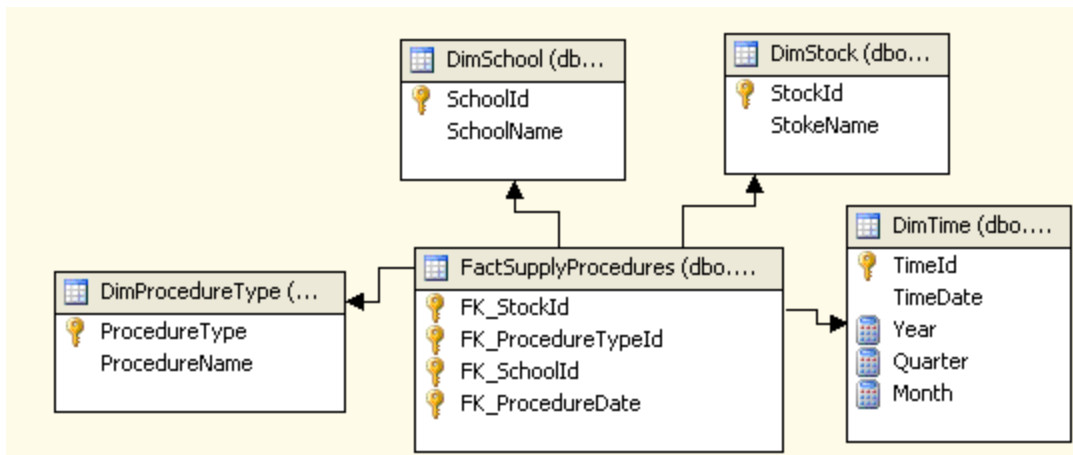 DimSchool (db...
SchoolId
SchoolName
DimStock (dbo...
StockId
StokeName
DimProcedureType (...
ProcedureType
ProcedureName
FactSupplyProcedures (dbo....
FK_StockId
FK_ProcedureTypeId
FK_SchoolId
FK_ProcedureDate
DimTime (dbo....
TimeId
TimeDate
Year
Quarter
Month